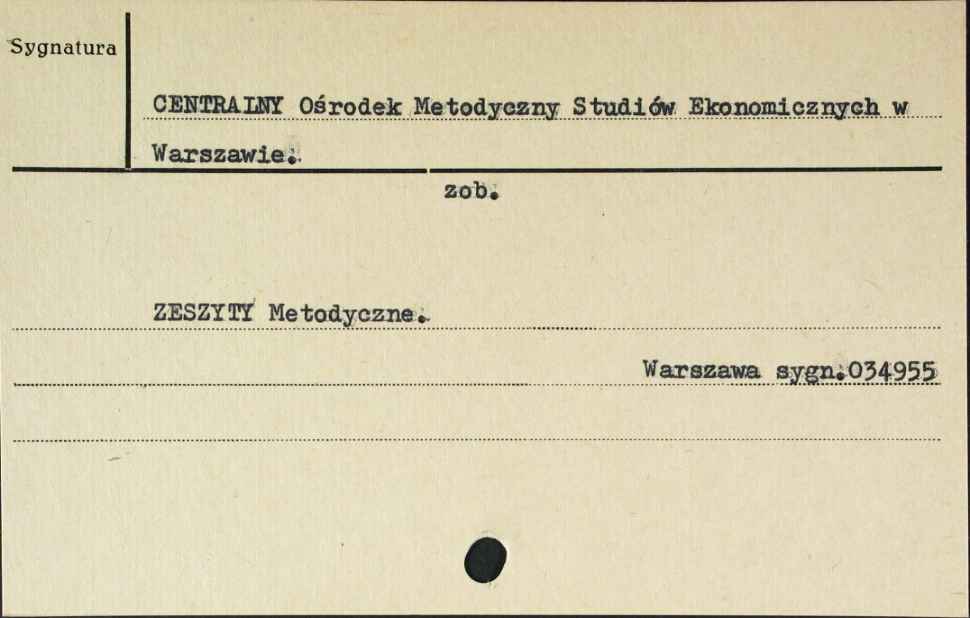 Sygnatura
CENTRALNY Ośrodek Metodyczny Studiów Ekonomicznych w
Warszawie.
zob.
ZESZYTY Metodyczne.
Warszawa sygn.034955